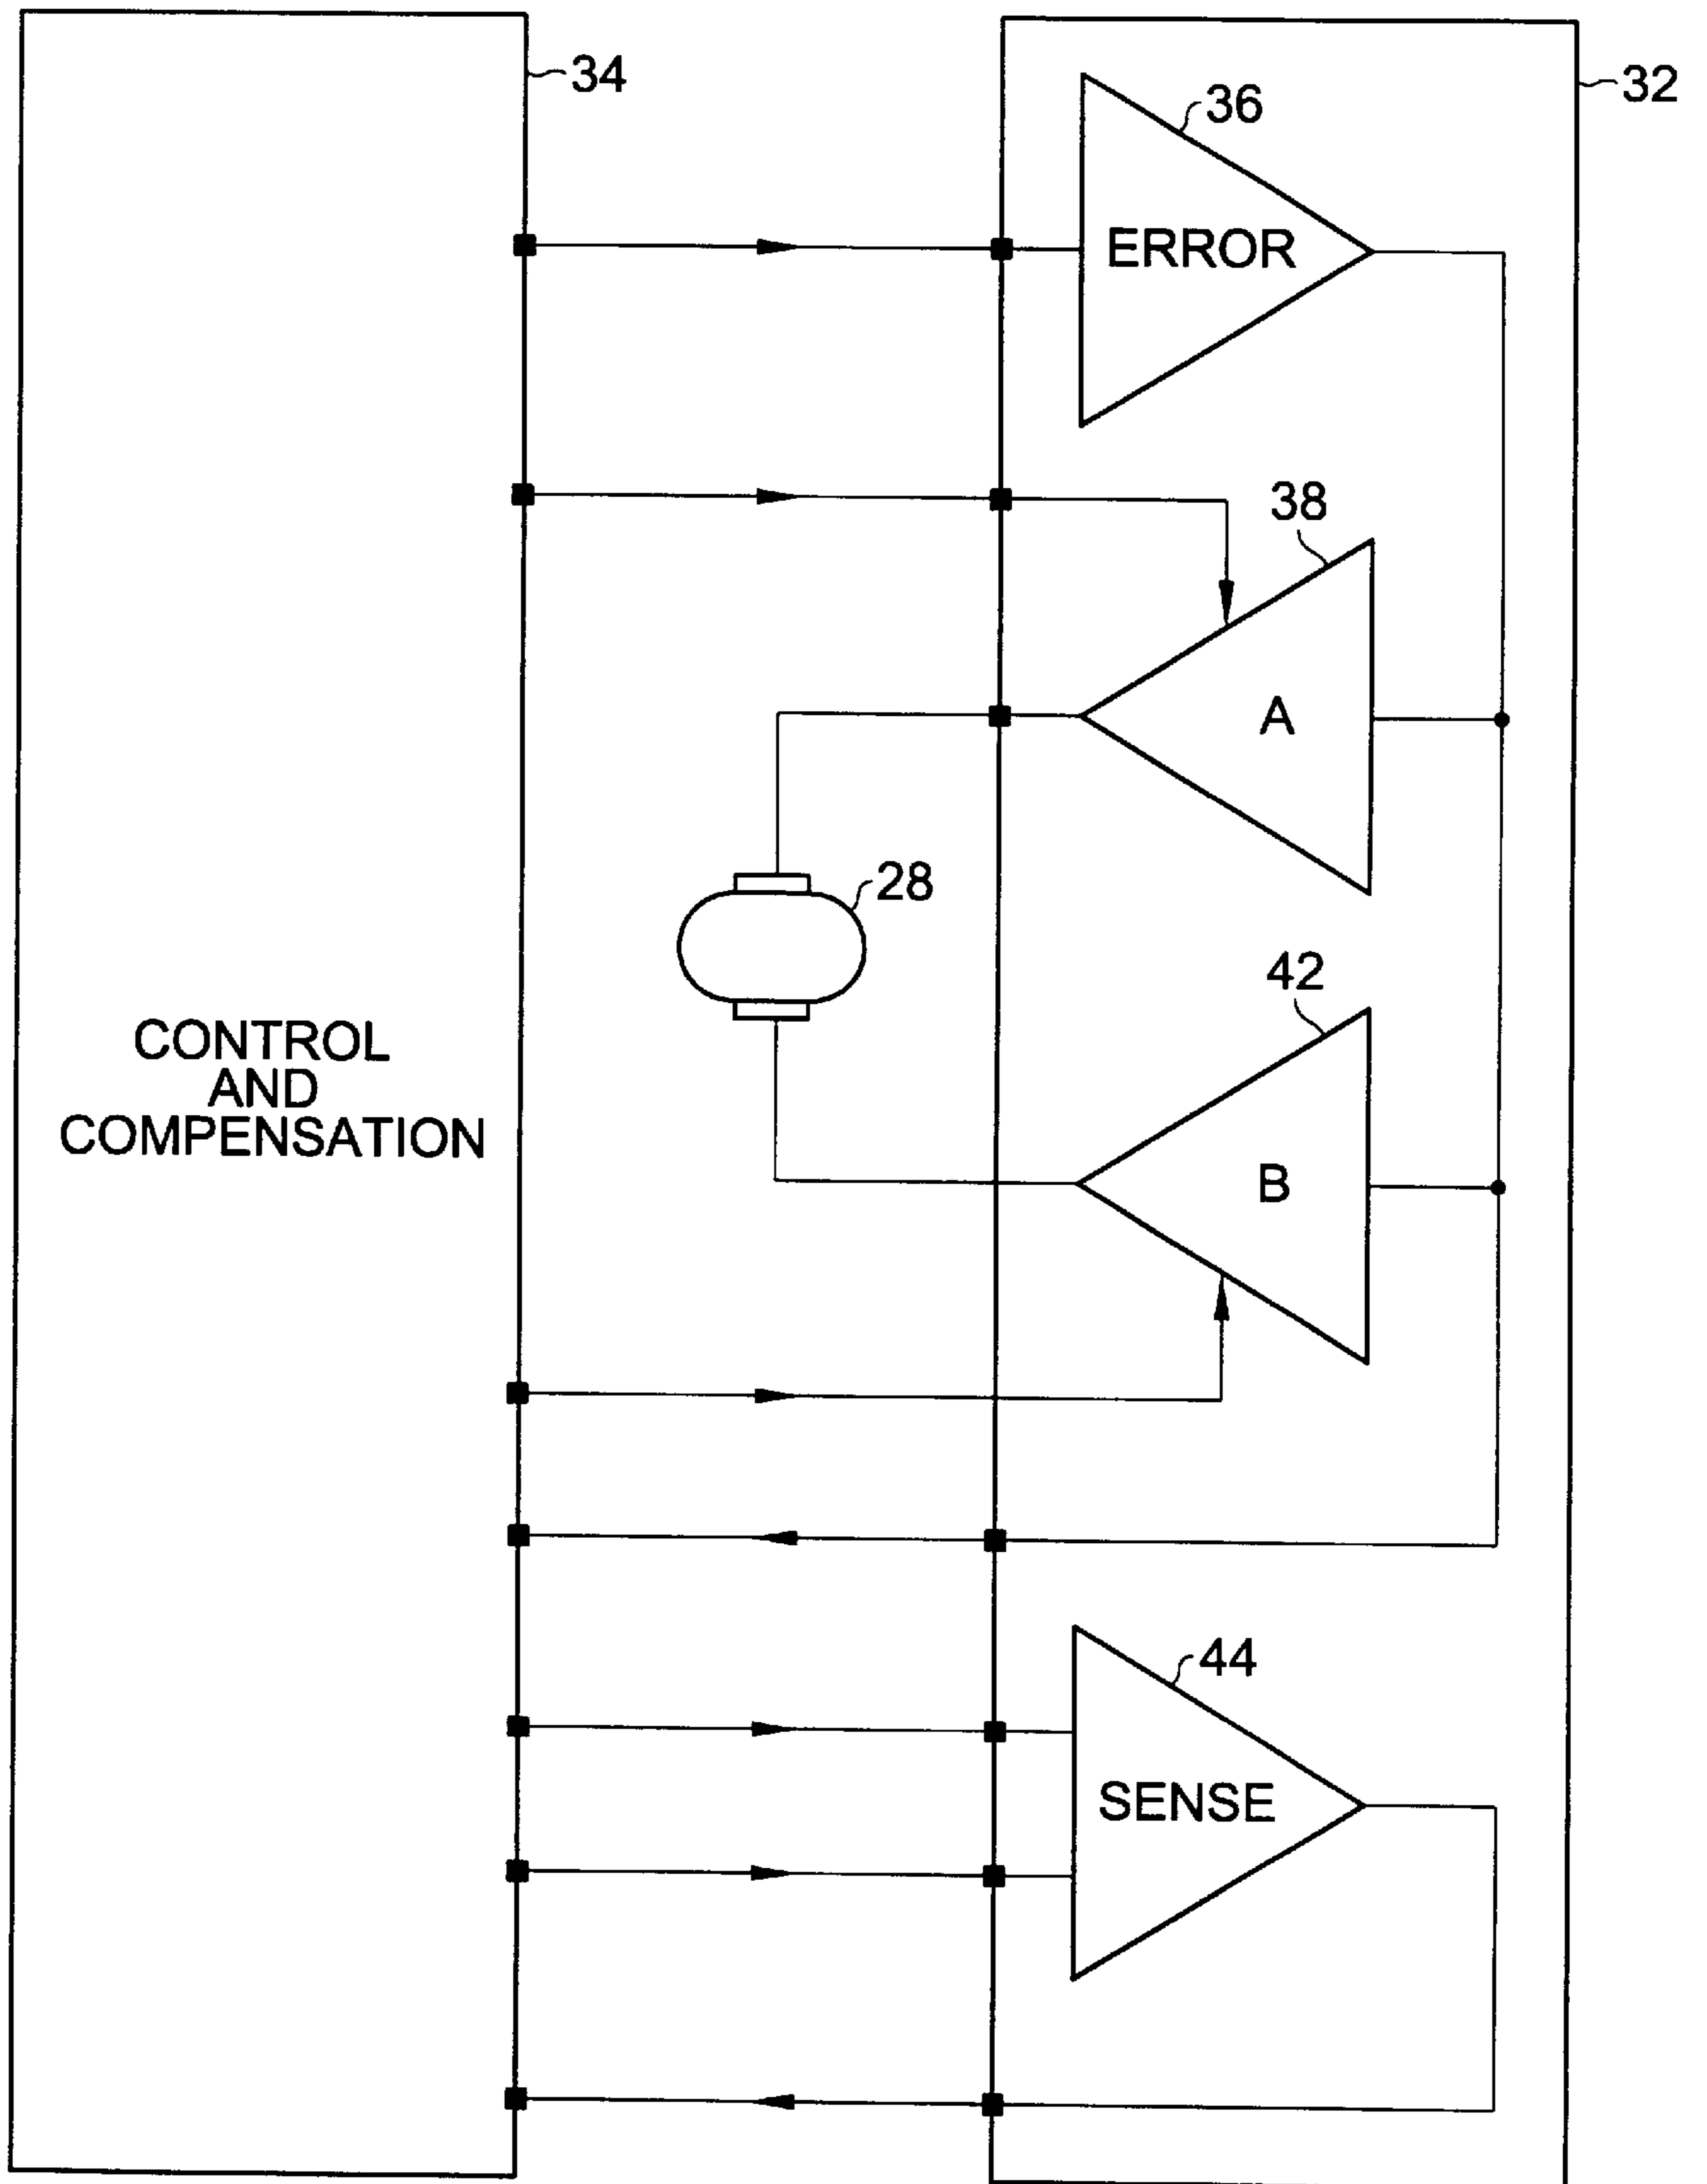 34
32
36
ERROR
38
A
28
42
CONTROL
AND
COMPENSATION
B
44
SENSE